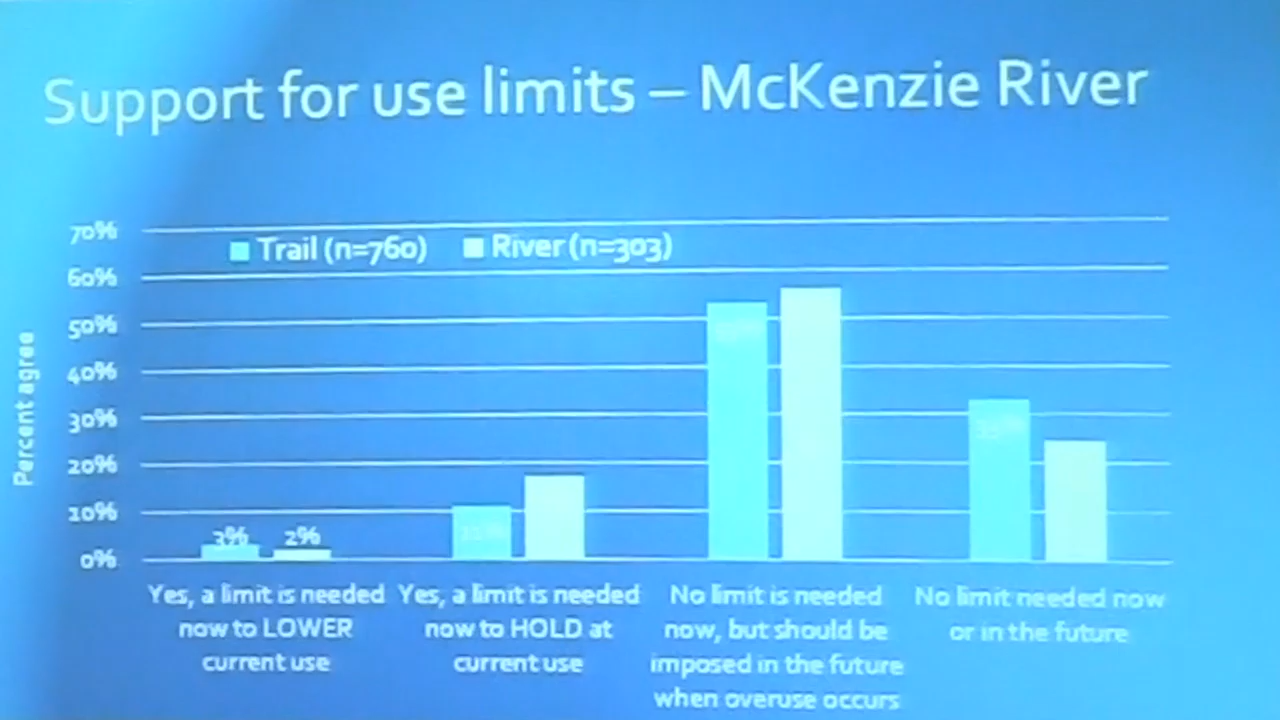 Support for use limits – McKenzie River
70%
Trail (n=760) River (n=303)
60%
50%
40%
30%
20%
10%
0%
Percent agree
3% 2%
Yes, a limit is needed
now to LOWER
current use
Yes, a limit is needed
now to HOLD at
current use
No limit is needed
now, but should be
imposed in the future
when overuse occurs
No limit needed now
or in the future